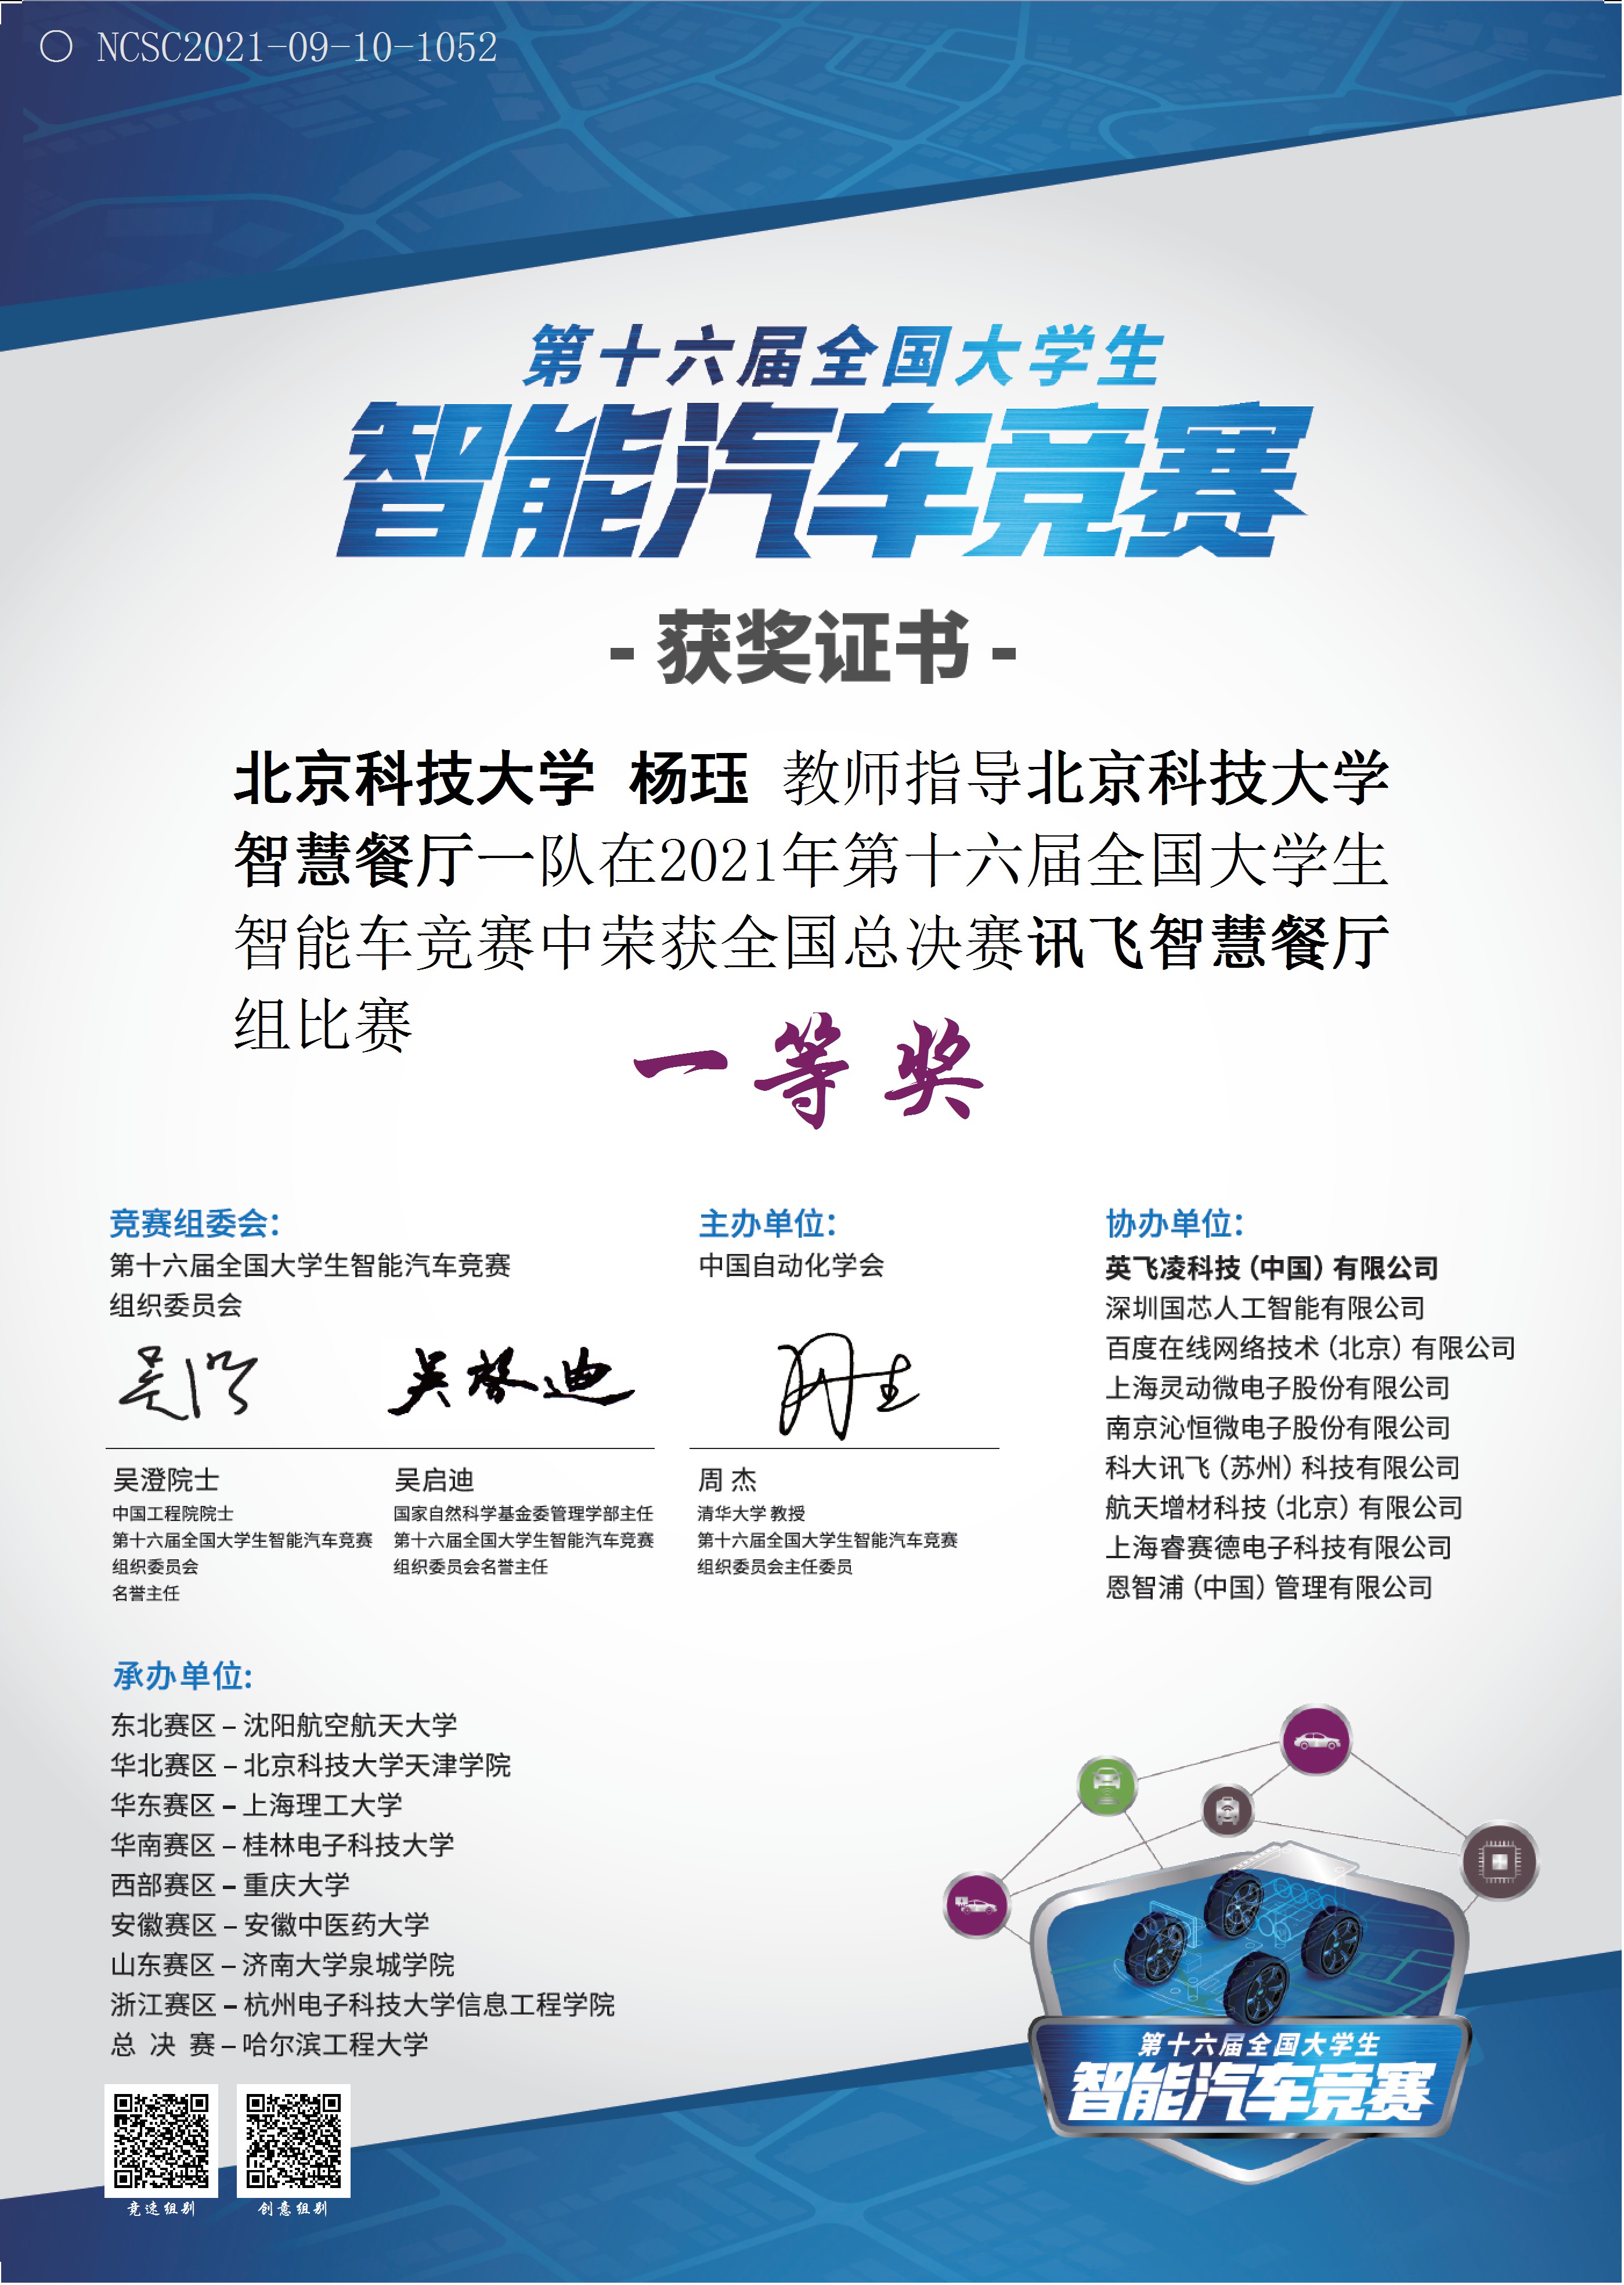 ○ NCSC2021-09-10-1052
第十六届全国大学生
智能汽车竞赛
- 获奖证书 -
北京科技大学 杨珏 教师指导北京科技大学
智慧餐厅一队在2021年第十六届全国大学生
智能车竞赛中荣获全国总决赛讯飞智慧餐厅
组比赛
一等奖
竞赛组委会：
第十六届全国大学生智能汽车竞赛
组织委员会
吴澄
吴启迪
吴澄院士
中国工程院院士
第十六届全国大学生智能汽车竞赛
组织委员会
名誉主任
吴启迪
国家自然科学基金委管理学部主任
第十六届全国大学生智能汽车竞赛
组织委员会名誉主任
主办单位：
中国自动化学会
周 杰
清华大学 教授
第十六届全国大学生智能汽车竞赛
组织委员会主任委员
协办单位：
英飞凌科技（中国）有限公司
深圳国芯人工智能有限公司
百度在线网络技术（北京）有限公司
上海灵动微电子股份有限公司
南京沁恒微电子股份有限公司
科大讯飞（苏州）科技有限公司
航天增材科技（北京）有限公司
上海睿赛德电子科技有限公司
恩智浦（中国）管理有限公司
承办单位：
东北赛区 – 沈阳航空航天大学
华北赛区 – 北京科技大学天津学院
华东赛区 – 上海理工大学
华南赛区 – 桂林电子科技大学
西部赛区 – 重庆大学
安徽赛区 – 安徽中医药大学
山东赛区 – 济南大学泉城学院
浙江赛区 – 杭州电子科技大学信息工程学院
总 决 赛 – 哈尔滨工程大学
竞速组别
创意组别
第十六届全国大学生
智能汽车竞赛